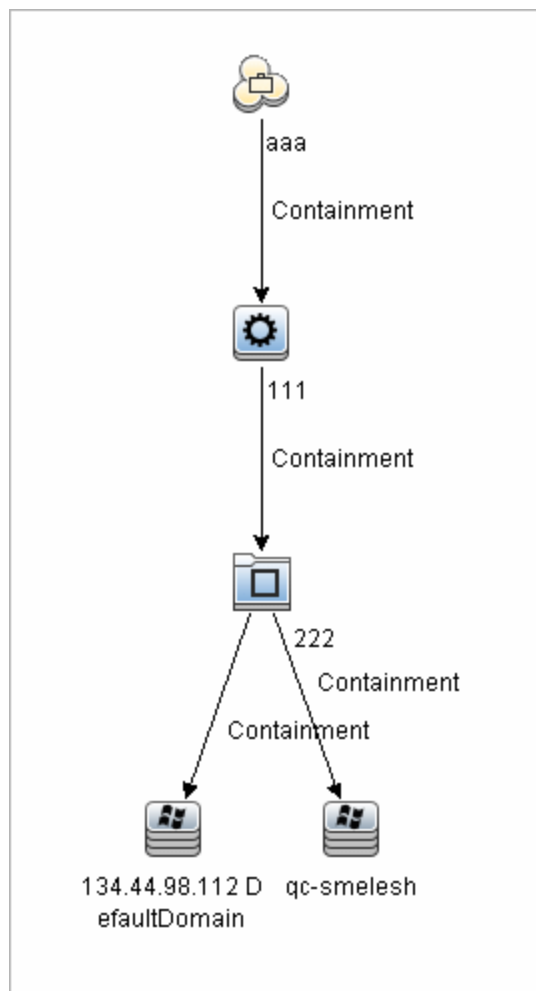 aaa
Containment
111
Containment
222
Containment
Containment
134.44.98.112 D
efaultDomain
qc-smelesh